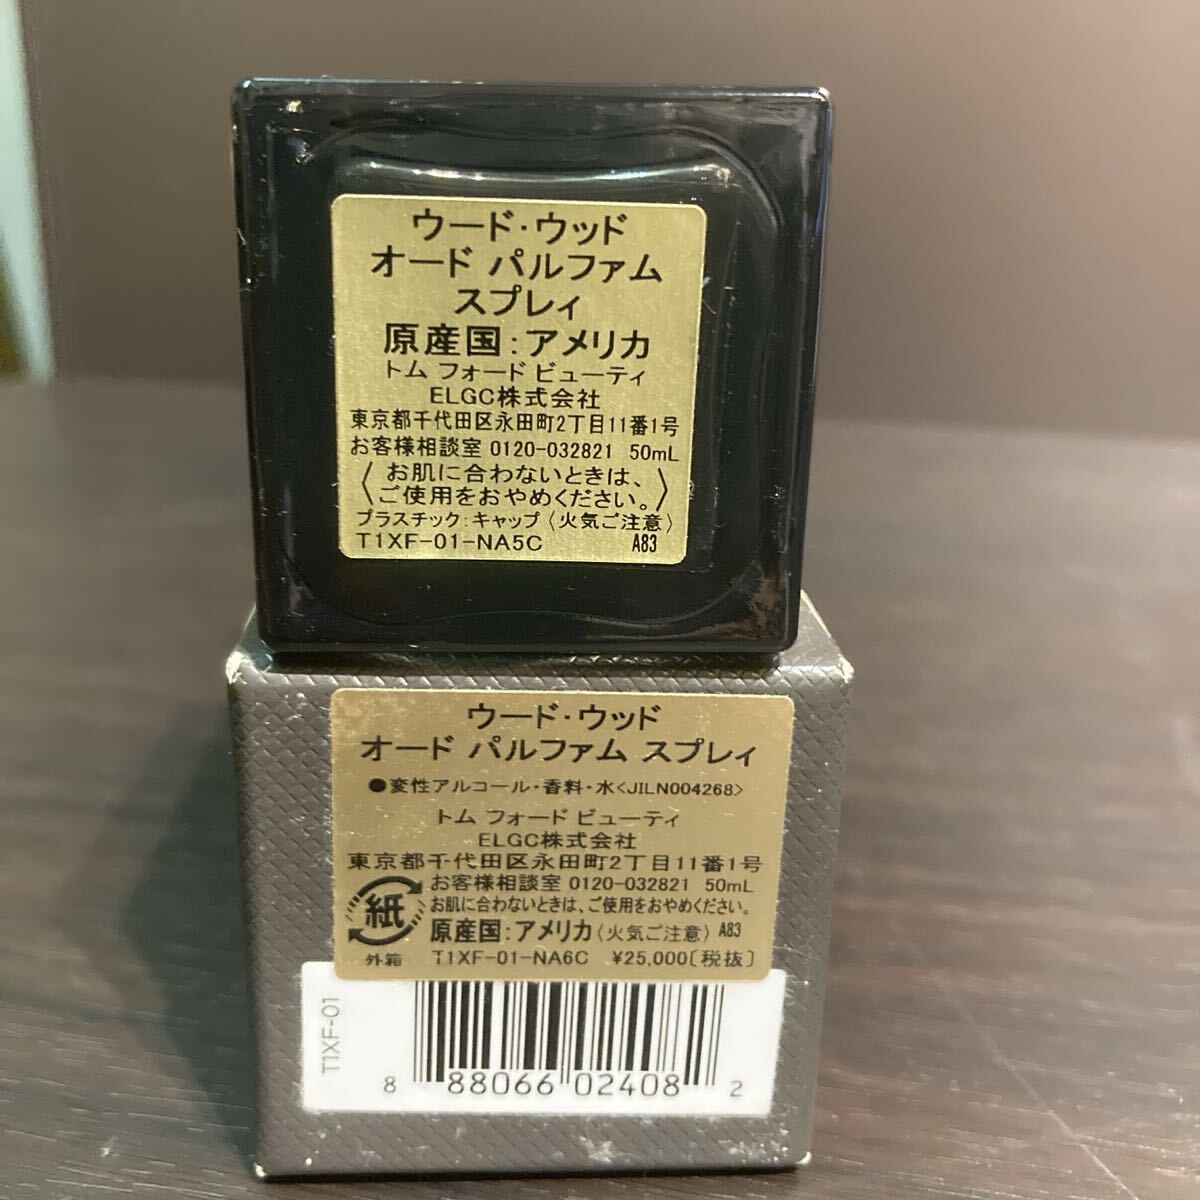 ウード・ウッド
オード パルファム
スプレィ
原産国:アメリカ
トム フォード ビューティ
ELGC株式会社
東京都千代田区永田町2丁目11番1号
お客様相談室 0120-032821 50mL
〈お肌に合わないときは、
ご使用をおやめください。〉
プラスチック:キャップ〈火気ご注意〉
T1XF-01-NA5C A83
ウード・ウッド
オード パルファム スプレィ
●変性アルコール・香料・水<JILN004268>
トム フォード ビューティ
ELGC株式会社
東京都千代田区永田町2丁目11番1号
お客様相談室 0120-032821 50mL
お肌に合わないときは、ご使用をおやめください。
紙
原産国:アメリカ〈火気ご注意〉 A83
外箱 T1XF-01-NA6C ¥25,000〔税抜〕
T1XF-01
8 88066 02408 2